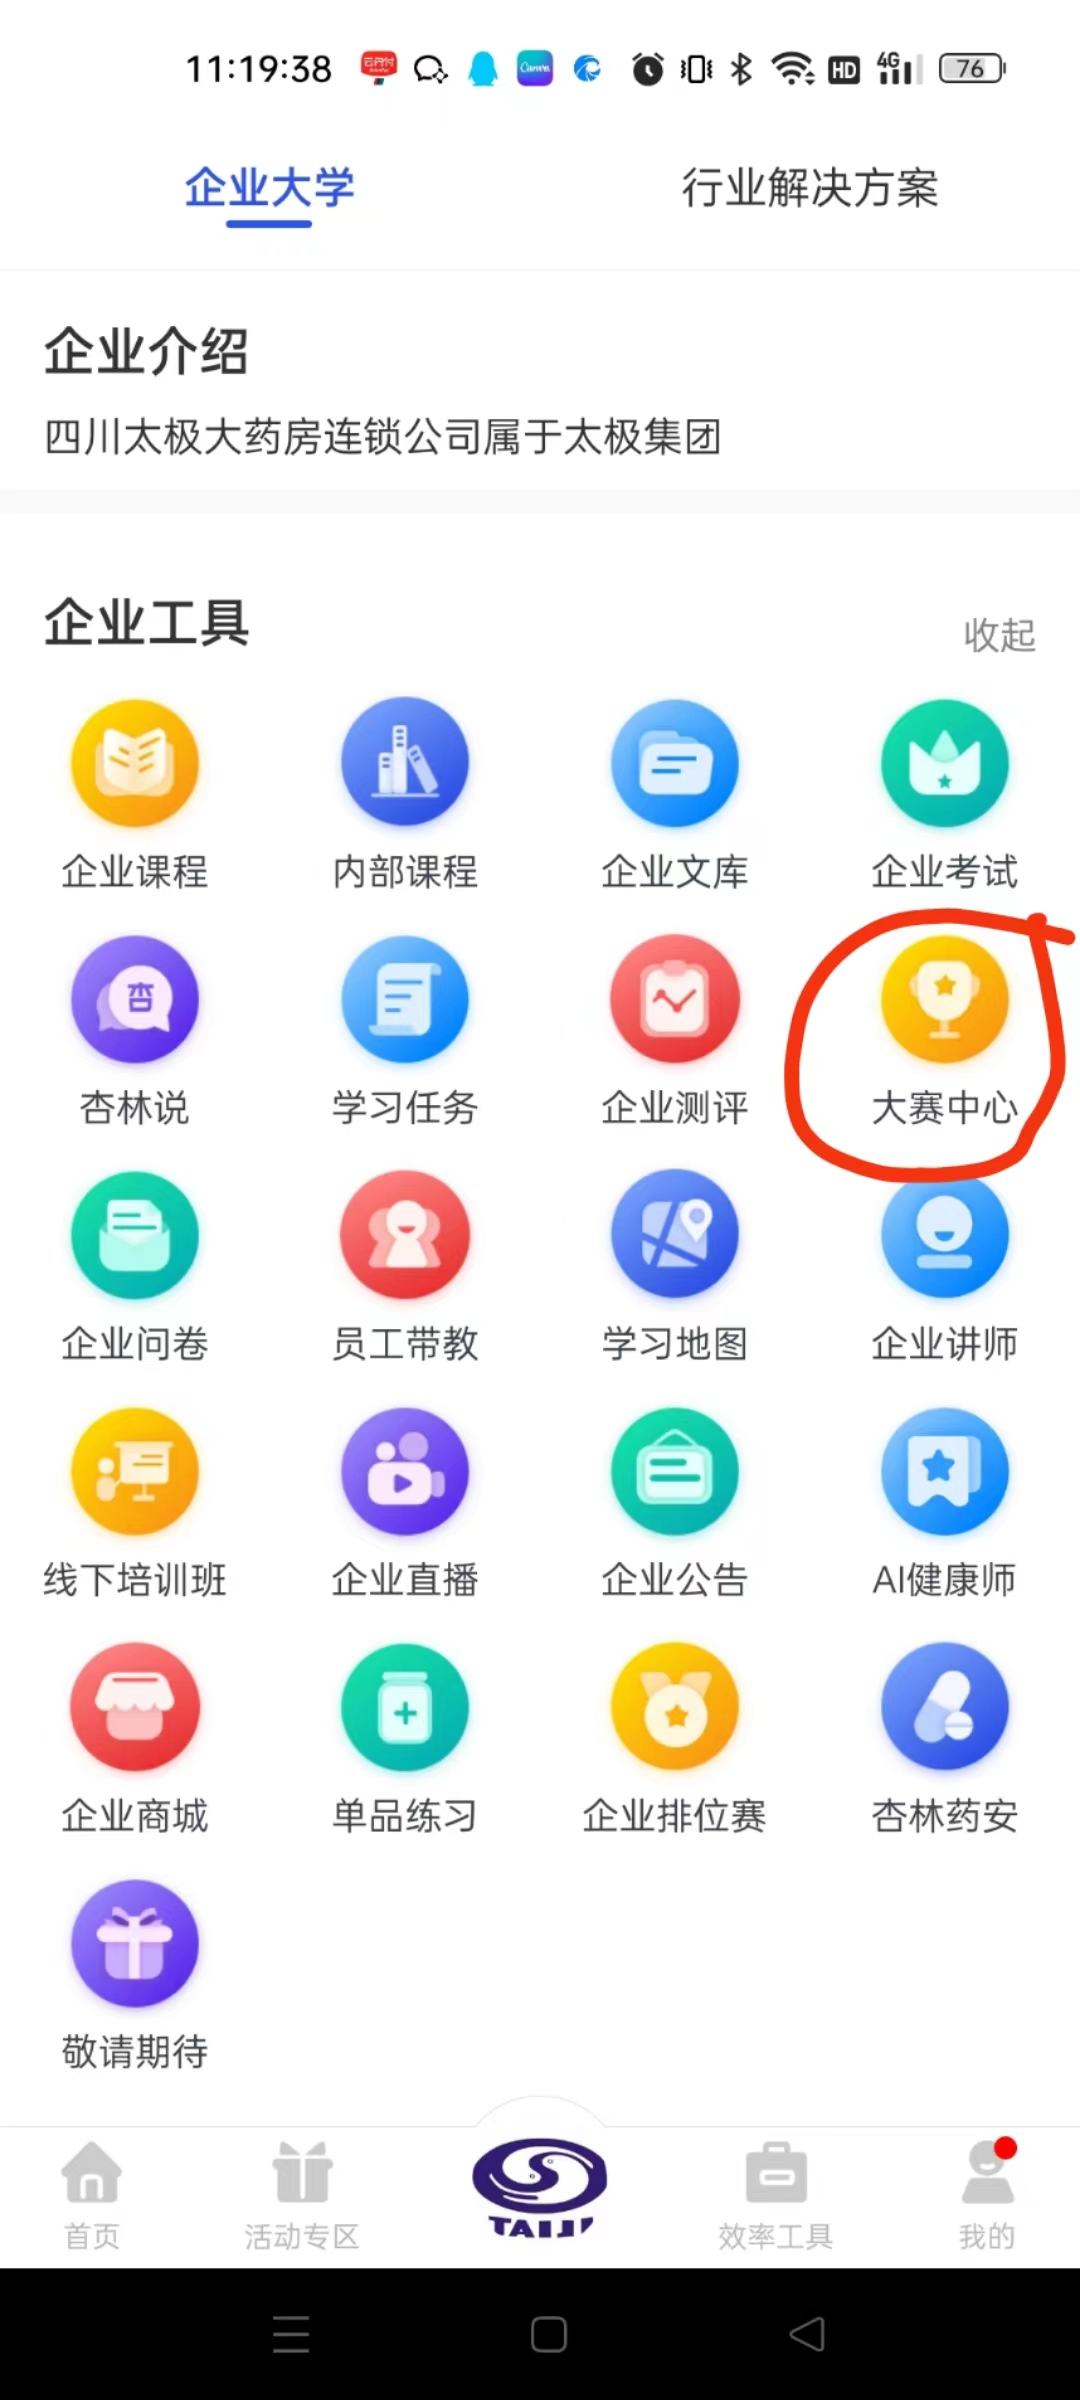 11:19:38 云闪付 Canva HD 4G 76
企业大学 行业解决方案
企业介绍
四川太极大药房连锁公司属于太极集团
企业工具 收起
企业课程 内部课程 企业文库 企业考试
杏
杏林说 学习任务 企业测评 大赛中心
企业问卷 员工带教 学习地图 企业讲师
线下培训班 企业直播 企业公告 AI健康师
企业商城 单品练习 企业排位赛 杏林药安
敬请期待
TAIJI
首页 活动专区 效率工具 我的